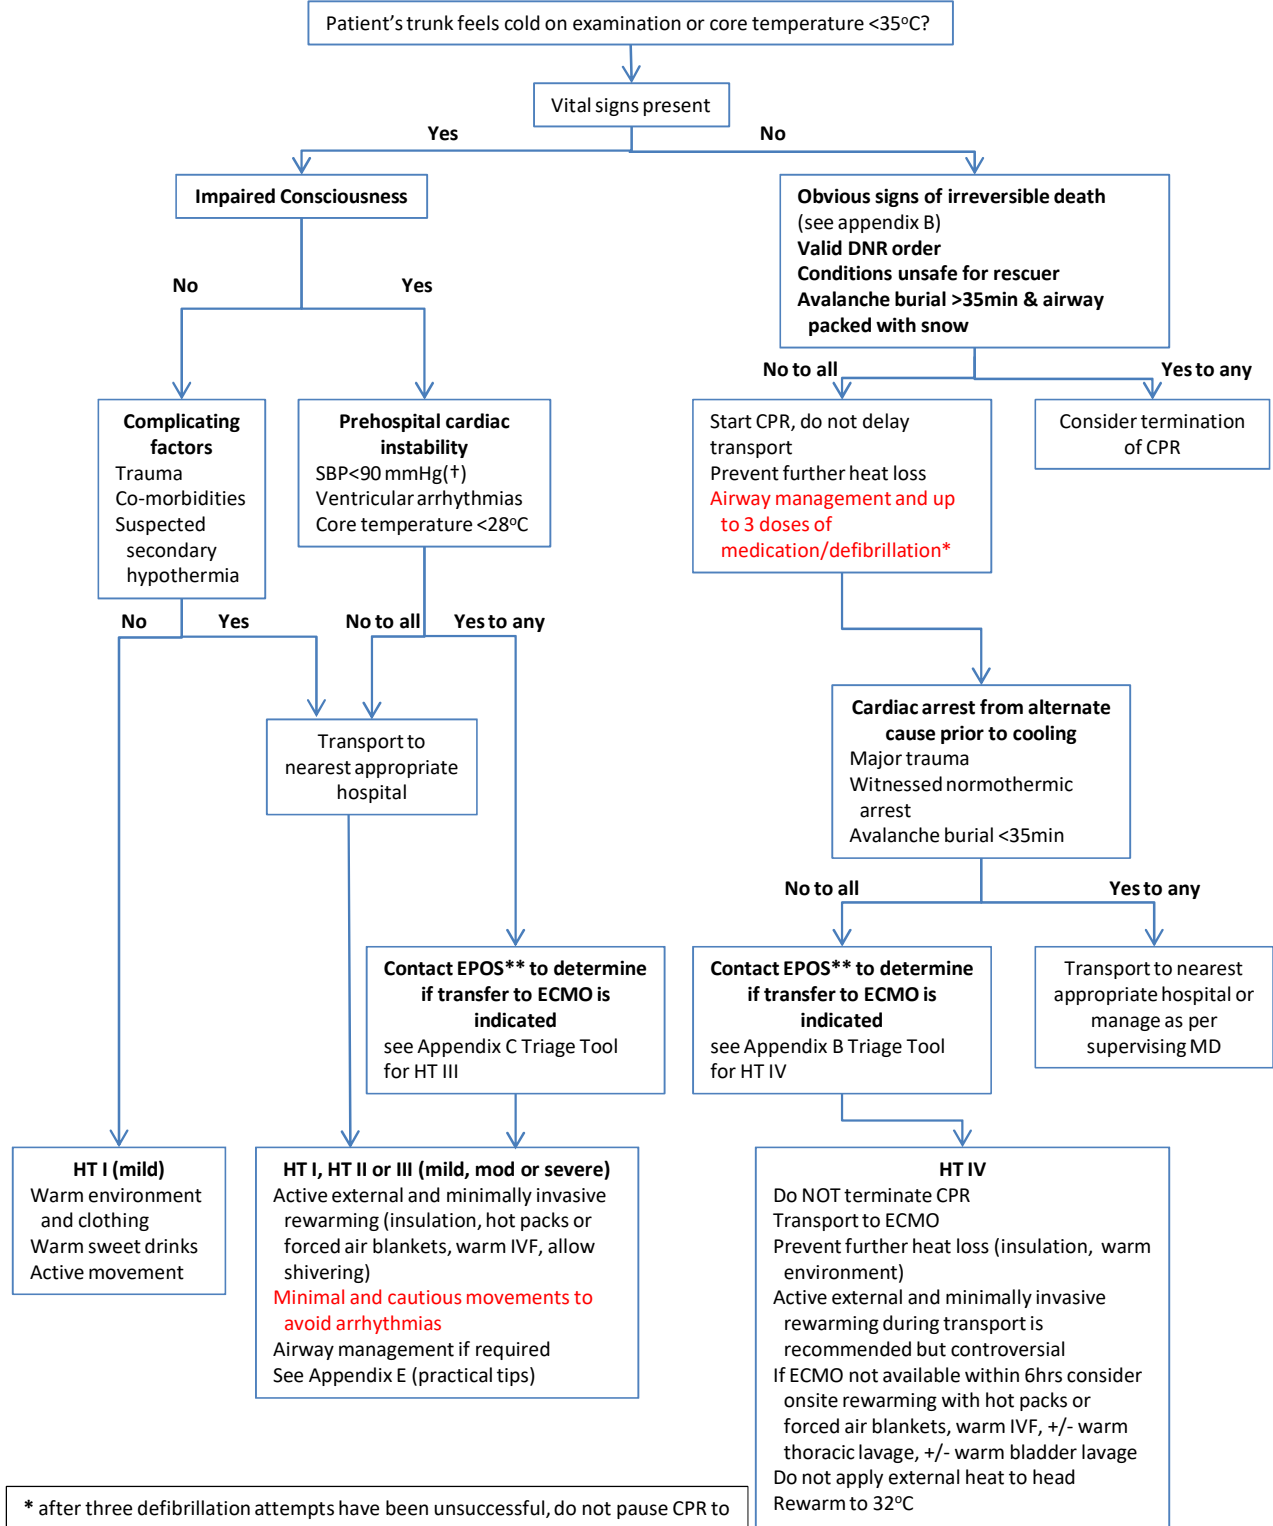 Patient's trunk feels cold on examination or core temperature <35°C?
Vital signs present
Yes
No
Impaired Consciousness
Obvious signs of irreversible death
(see appendix B)
Valid DNR order
Conditions unsafe for rescuer
Avalanche burial >35min & airway
packed with snow
No
Yes
No to all
Yes to any
Complicating
factors
Trauma
Co-morbidities
Suspected
secondary
hypothermia
Prehospital cardiac
instability
SBP<90 mmHg(†)
Ventricular arrhythmias
Core temperature <28°C
Start CPR, do not delay
transport
Prevent further heat loss
Airway management and up
to 3 doses of
medication/defibrillation*
Consider termination
of CPR
No
Yes
No to all
Yes to any
Transport to
nearest appropriate
hospital
Cardiac arrest from alternate
cause prior to cooling
Major trauma
Witnessed normothermic
arrest
Avalanche burial <35min
No to all
Yes to any
Contact EPOS** to determine
if transfer to ECMO is
indicated
see Appendix C Triage Tool
for HT III
Contact EPOS** to determine
if transfer to ECMO is
indicated
see Appendix B Triage Tool
for HT IV
Transport to nearest
appropriate hospital or
manage as per
supervising MD
HT I (mild)
Warm environment
and clothing
Warm sweet drinks
Active movement
HT I, HT II or III (mild, mod or severe)
Active external and minimally invasive
rewarming (insulation, hot packs or
forced air blankets, warm IVF, allow
shivering)
Minimal and cautious movements to
avoid arrhythmias
Airway management if required
See Appendix E (practical tips)
HT IV
Do NOT terminate CPR
Transport to ECMO
Prevent further heat loss (insulation, warm
environment)
Active external and minimally invasive
rewarming during transport is
recommended but controversial
If ECMO not available within 6hrs consider
onsite rewarming with hot packs or
forced air blankets, warm IVF, +/- warm
thoracic lavage, +/- warm bladder lavage
Do not apply external heat to head
Rewarm to 32°C
* after three defibrillation attempts have been unsuccessful, do not pause CPR to